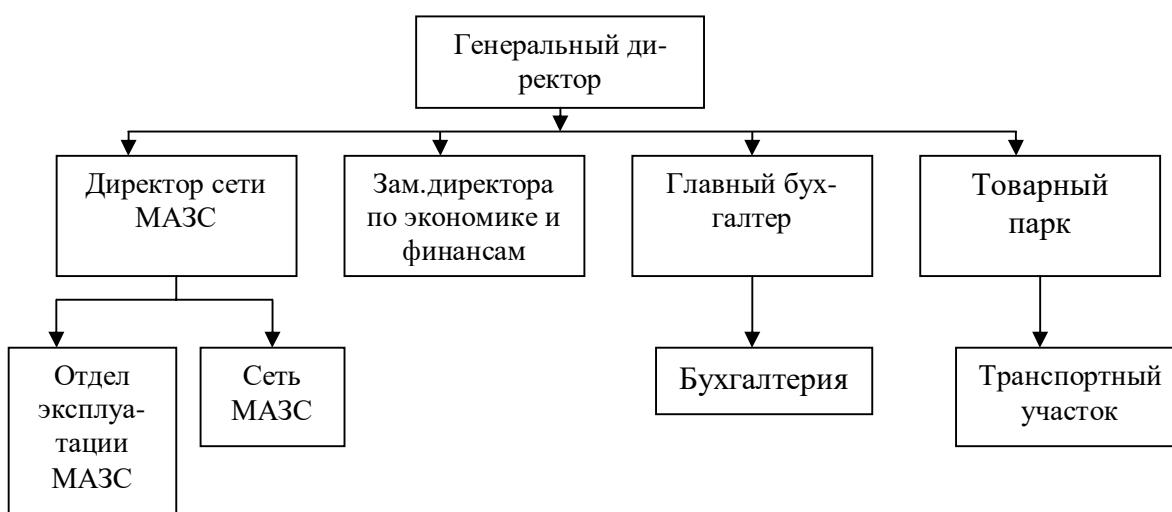 Генеральный ди-
ректор
Директор сети
МАЗС
Зам.директора
по экономике и
финансам
Главный бух-
галтер
Товарный
парк
Отдел
эксплуа-
тации
МАЗС
Сеть
МАЗС
Бухгалтерия
Транспортный
участок